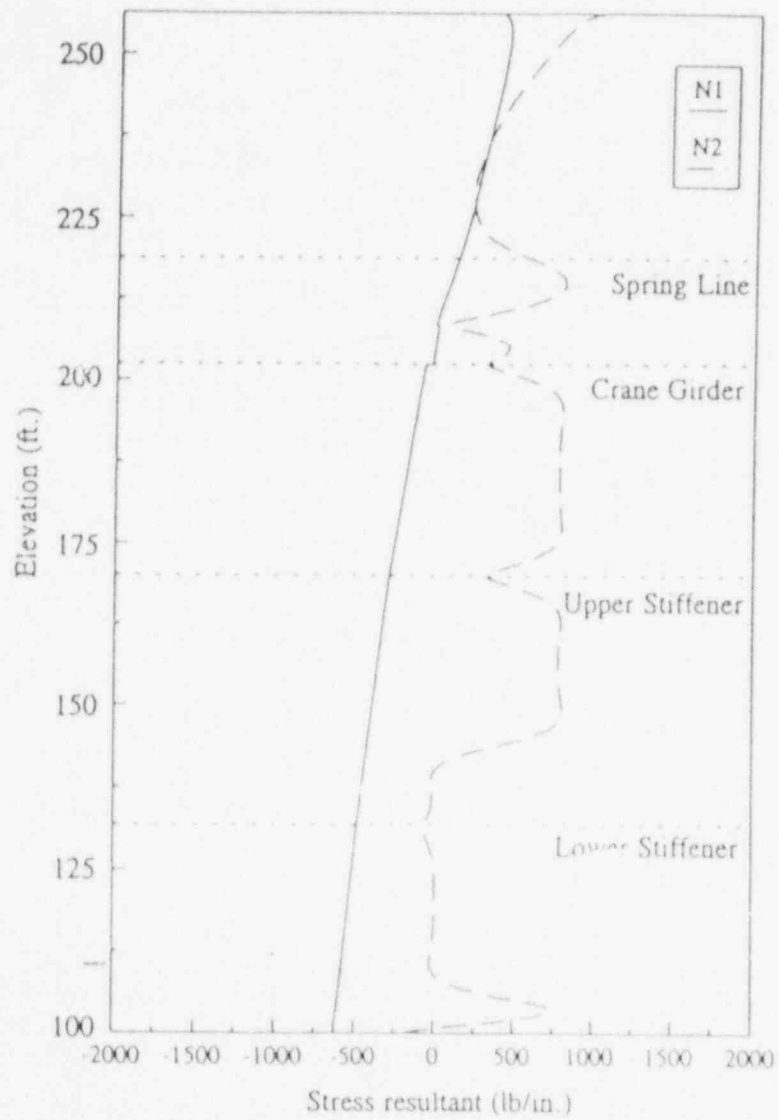 250
225
200
175
150
125
100
Elevation (ft.)
N1
N2
Spring Line
Crane Girder
Upper Stiffener
Lower Stiffener
-2000 -1500 -1000 -500 0 500 1000 1500 2000
Stress resultant (lb/in.)